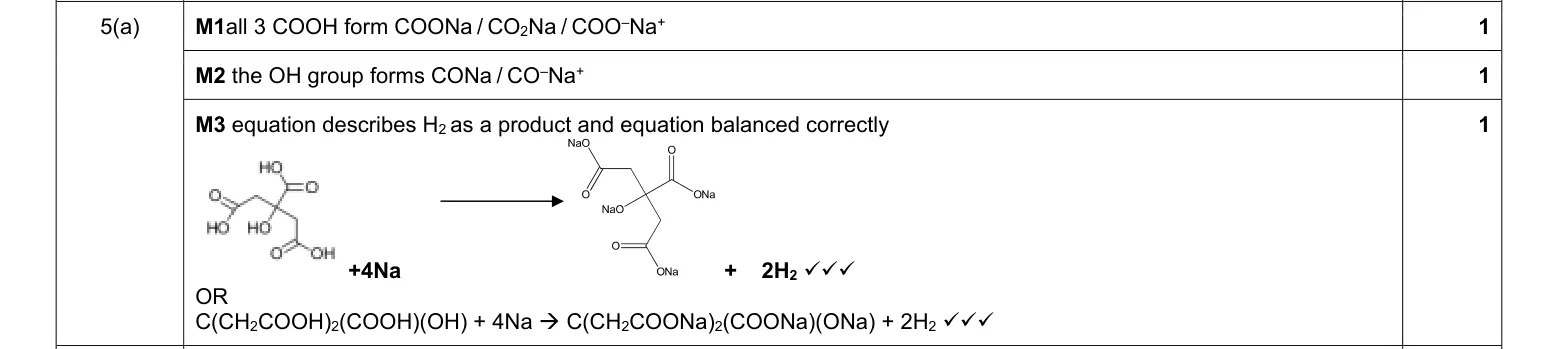 5(a)
M1all 3 COOH form COONa / CO₂Na / COO⁻Na⁺
1
M2 the OH group forms CONa / CO⁻Na⁺
1
M3 equation describes H₂ as a product and equation balanced correctly
1
NaO
O
HO
O
O
O
ONa
HO HO
NaO
O OH
O
+4Na
ONa
+ 2H₂ ✓✓✓
OR
C(CH₂COOH)₂(COOH)(OH) + 4Na → C(CH₂COONa)₂(COONa)(ONa) + 2H₂ ✓✓✓